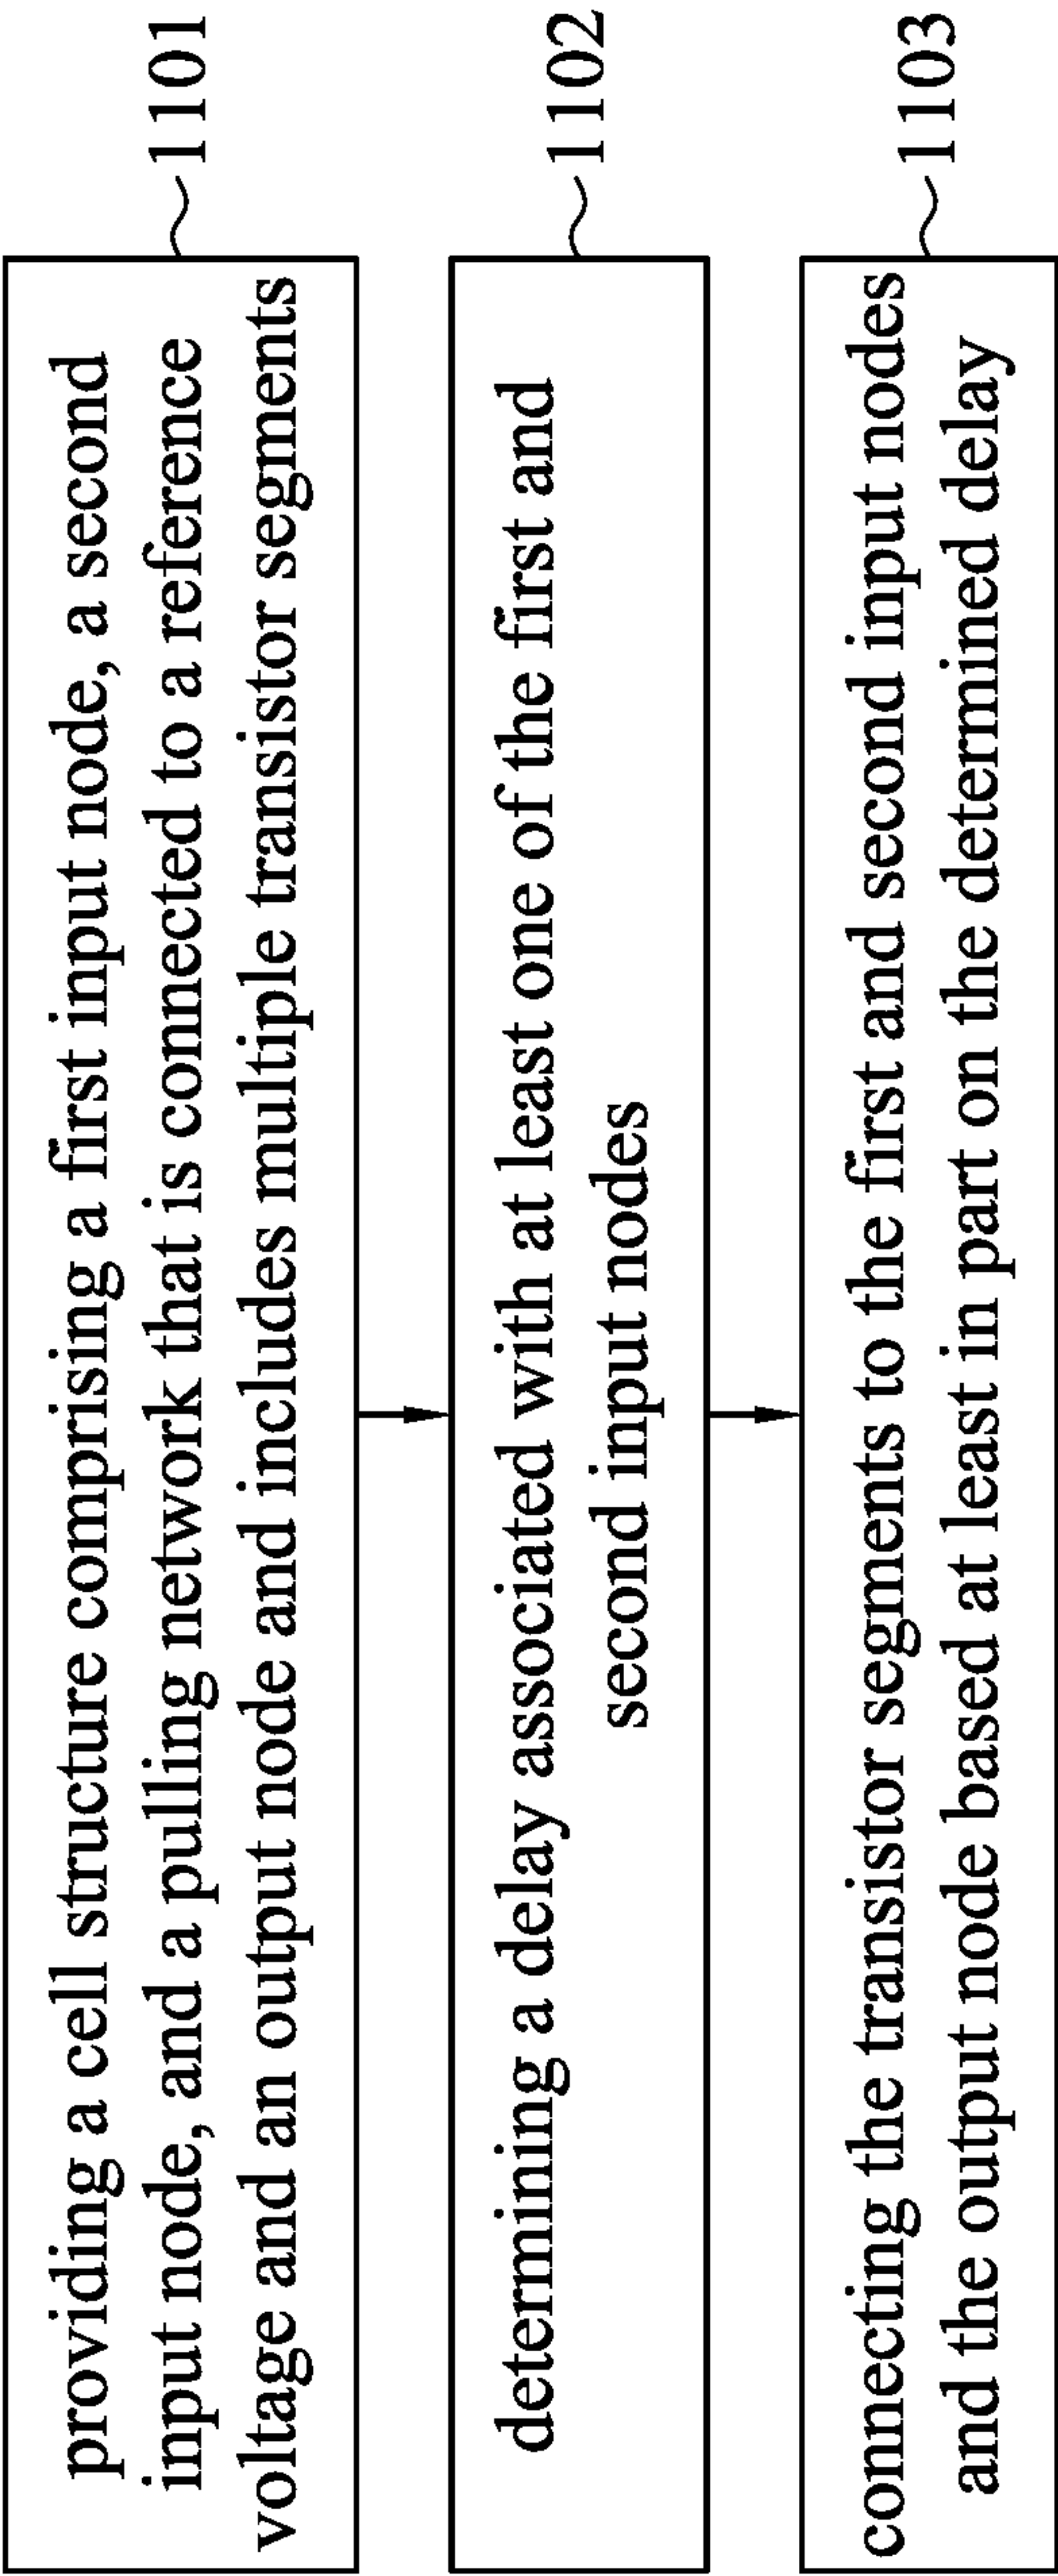 providing a cell structure comprising a first input node, a second
input node, and a pulling network that is connected to a reference
voltage and an output node and includes multiple transistor segments
1101
determining a delay associated with at least one of the first and
second input nodes
1102
connecting the transistor segments to the first and second input nodes
and the output node based at least in part on the determined delay
1103